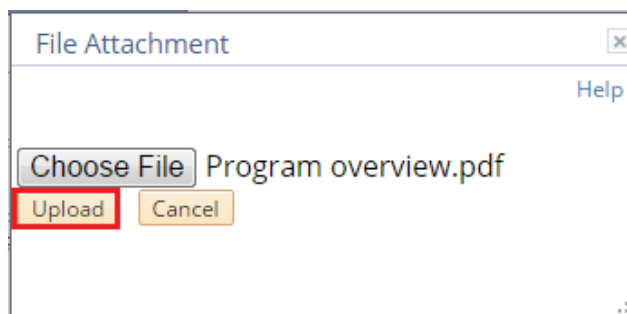 File Attachment
Help
Choose File Program overview.pdf
Upload Cancel